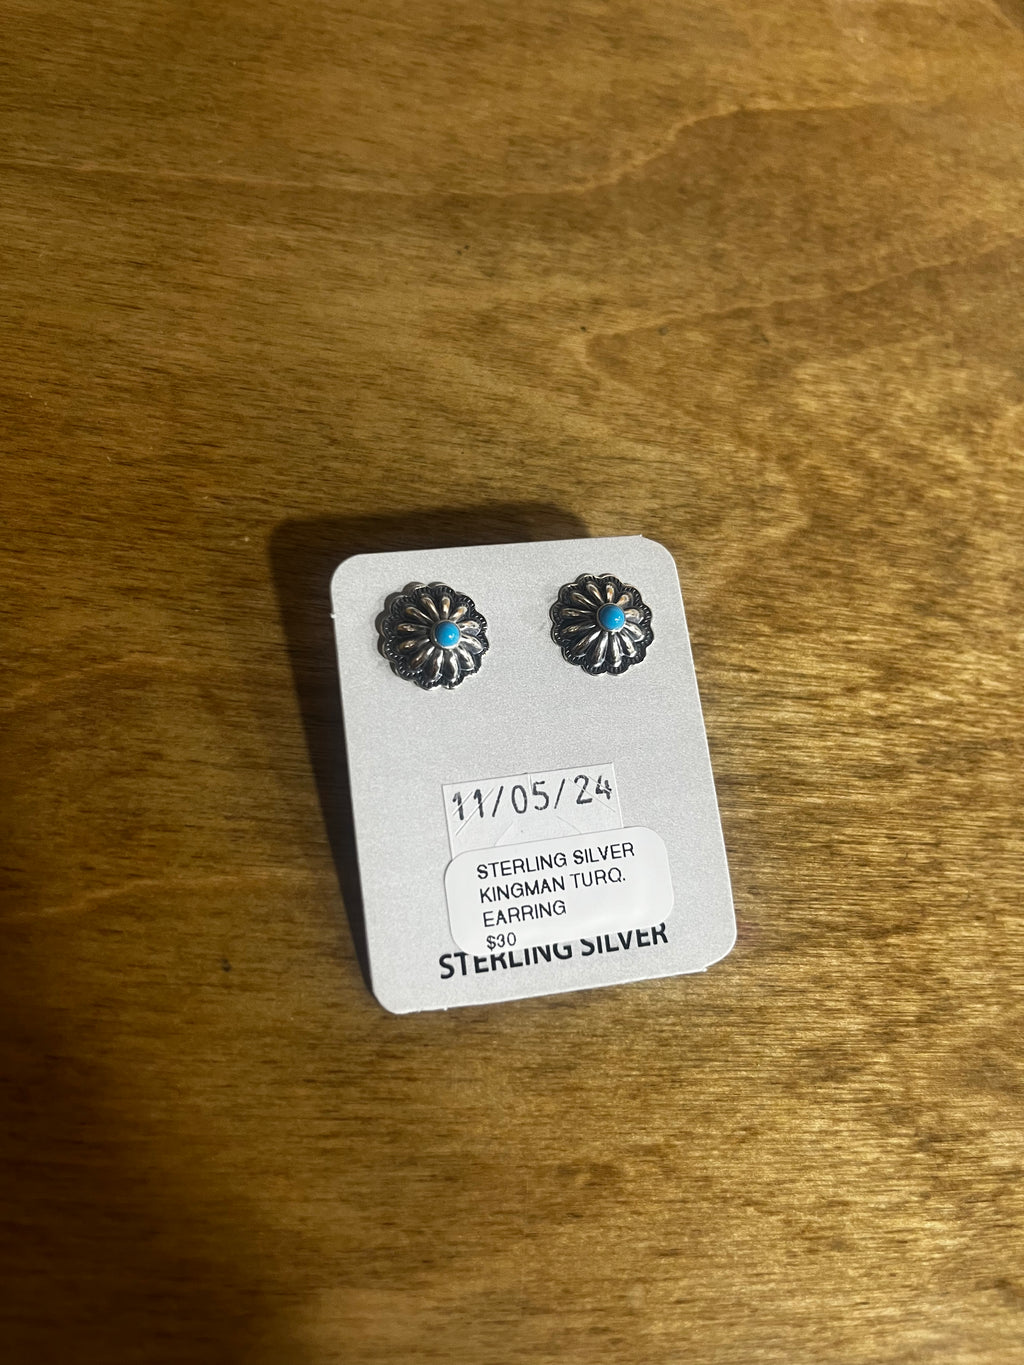 11/05/24
STERLING SILVER
KINGMAN TURQ.
EARRING
$30
STERLING SILVER